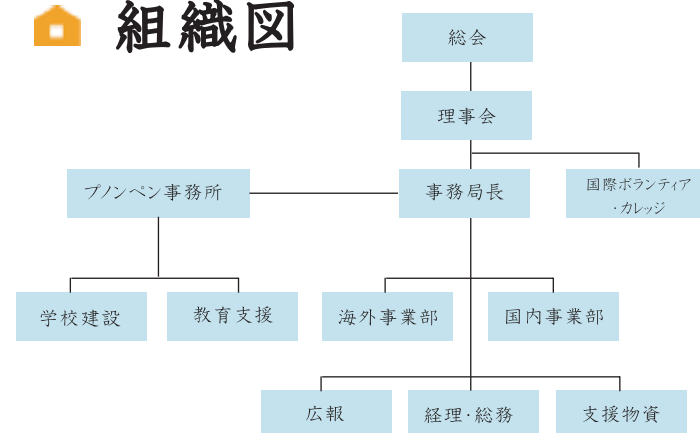 組織図
総会
理事会
プノンペン事務所
事務局長
国際ボランティア
・カレッジ
学校建設
教育支援
海外事業部
国内事業部
広報
経理・総務
支援物資